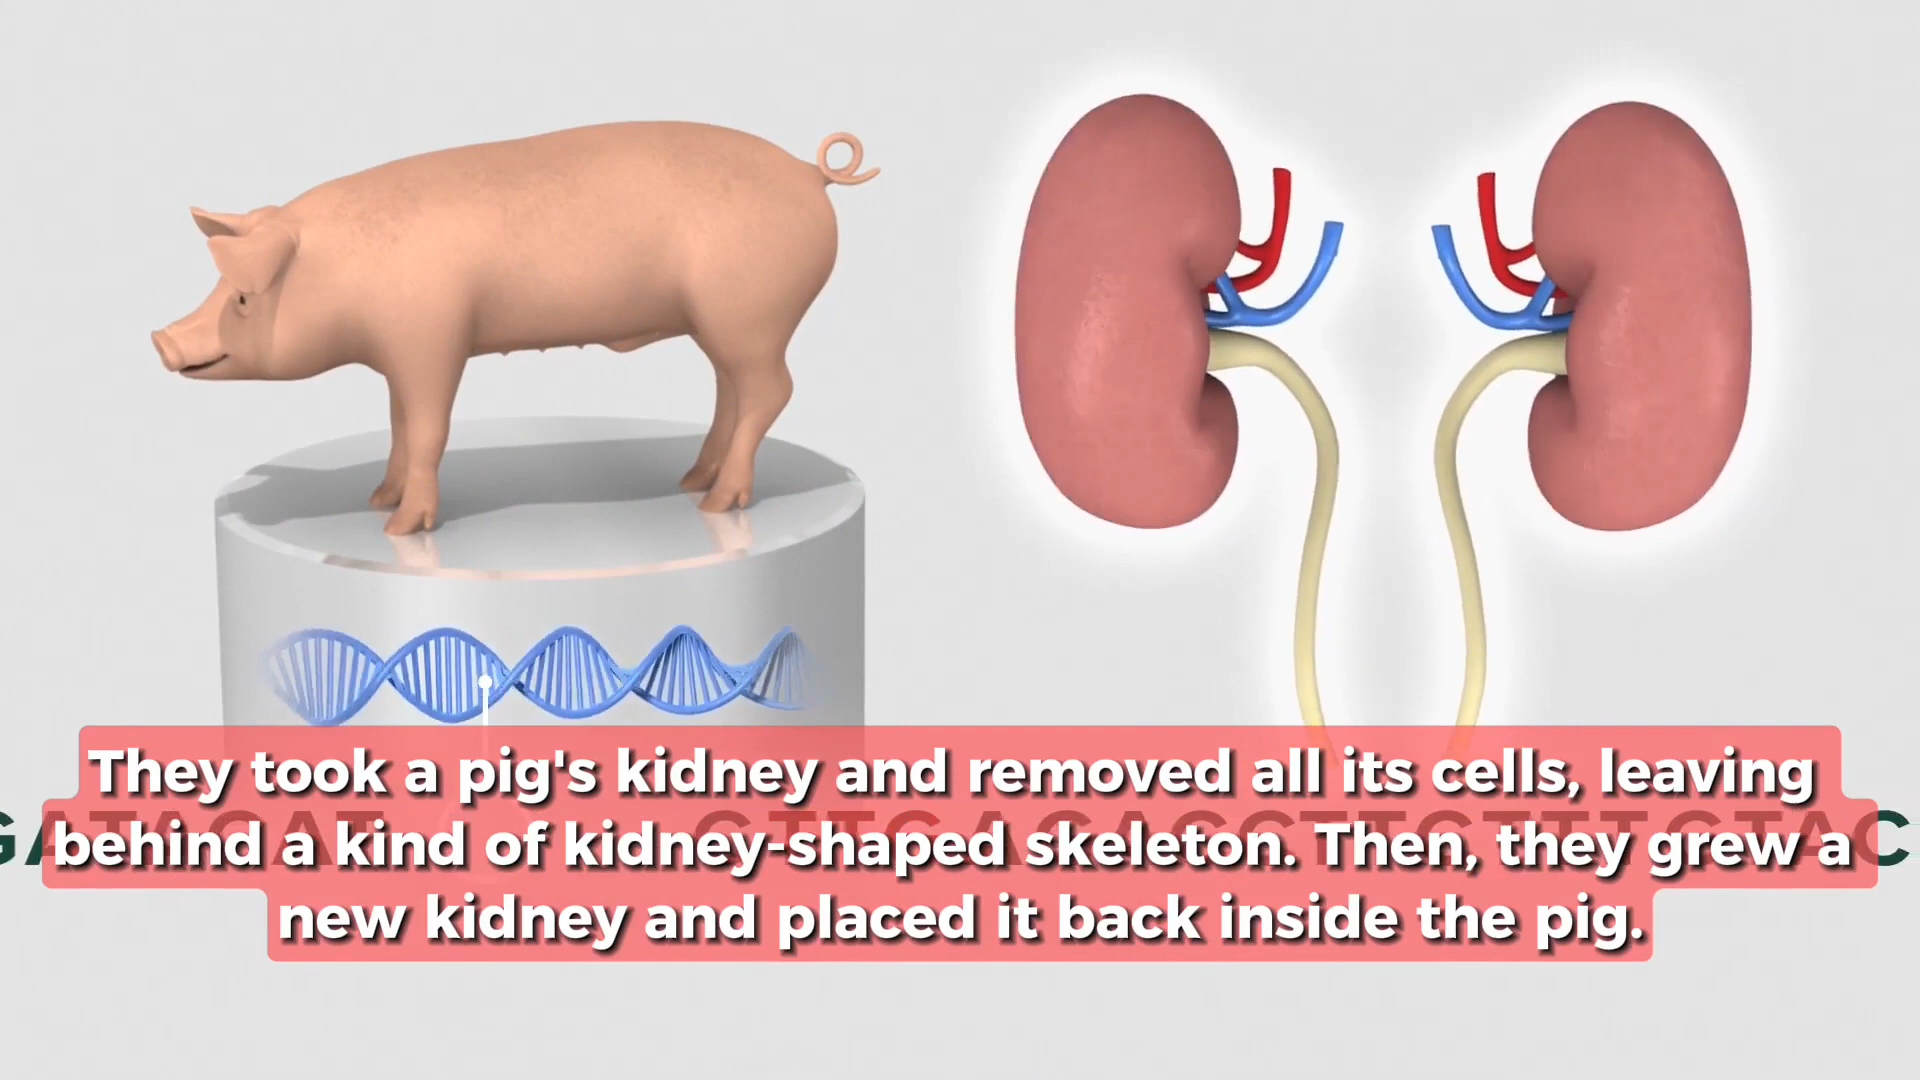 They took a pig's kidney and removed all its cells, leaving
behind a kind of kidney-shaped skeleton. Then, they grew a
new kidney and placed it back inside the pig.